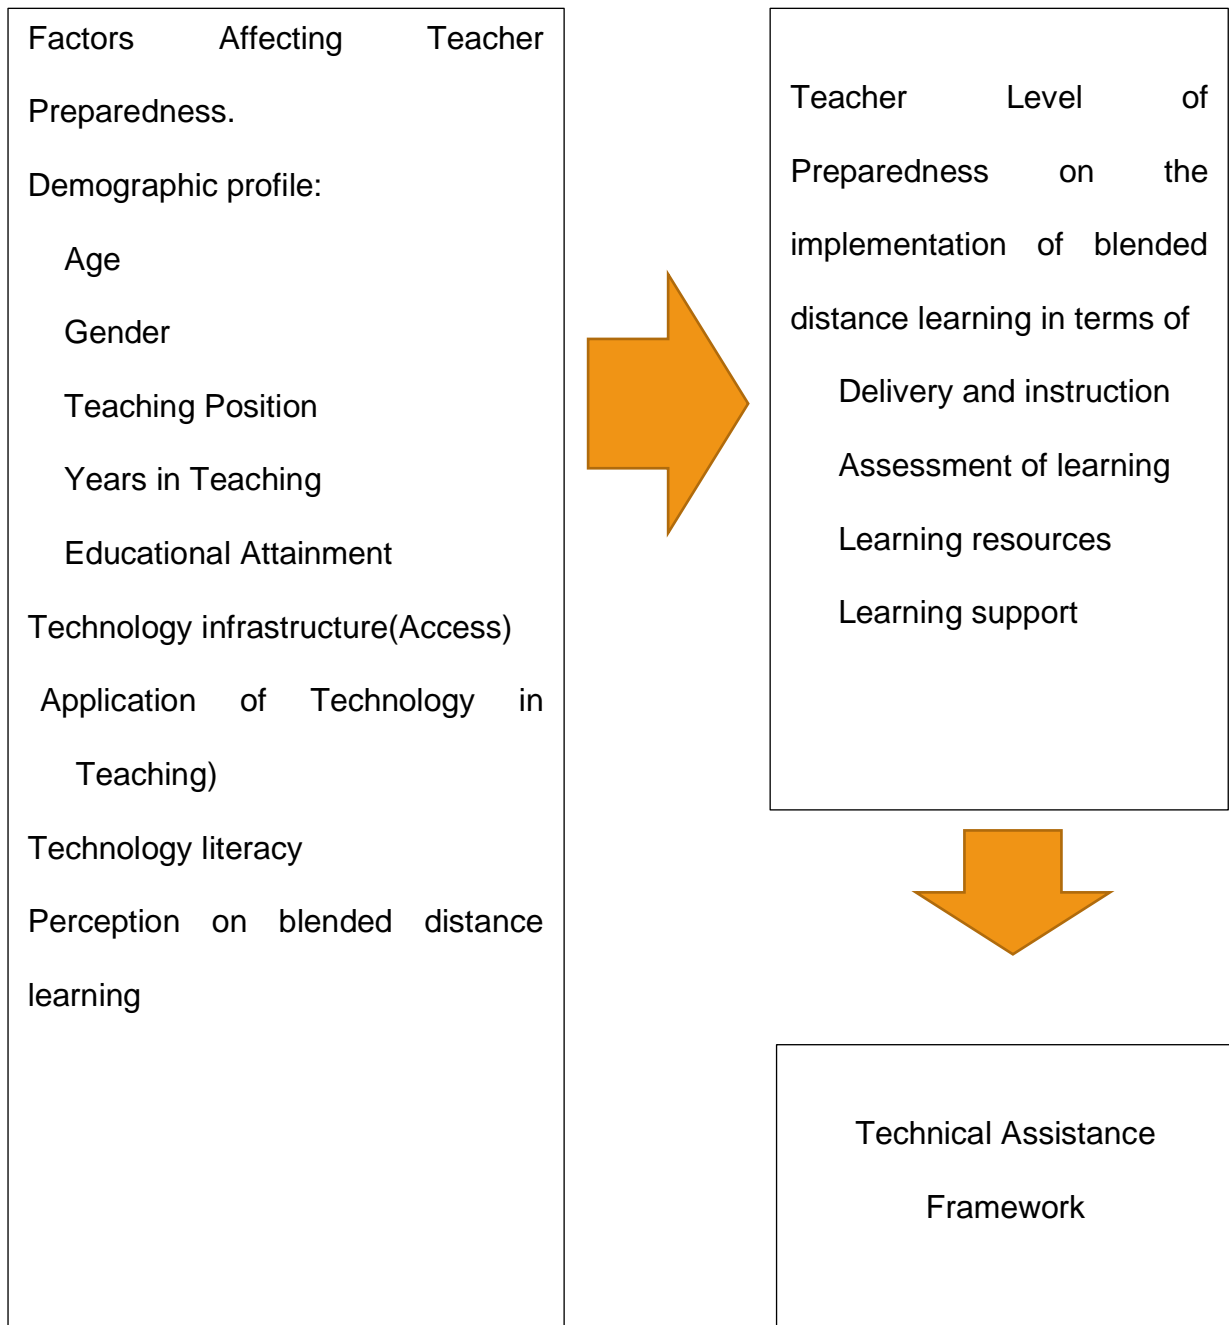 Factors Affecting Teacher
Preparedness.
Demographic profile:
Age
Gender
Teaching Position
Years in Teaching
Educational Attainment
Technology infrastructure(Access)
Application of Technology in
Teaching)
Technology literacy
Perception on blended distance
learning
Teacher Level of
Preparedness on the
implementation of blended
distance learning in terms of
Delivery and instruction
Assessment of learning
Learning resources
Learning support
Technical Assistance
Framework